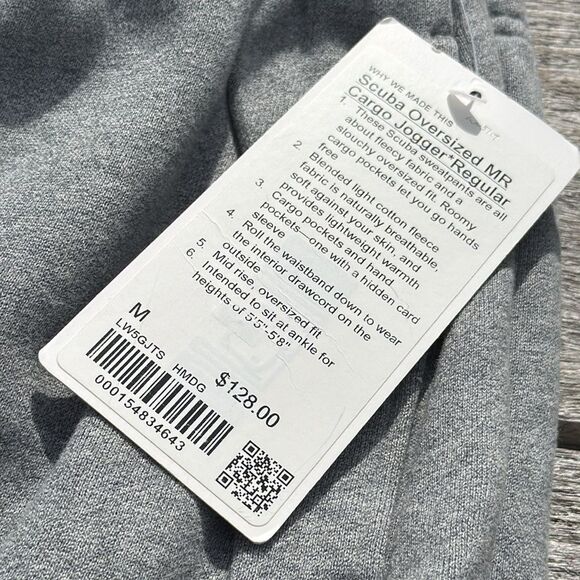 WHY WE MADE THIS
Scuba Oversized MR
Cargo Jogger*Regular
1. These Scuba sweatpants are all
about fleecy fabric and a
slouchy oversized fit. Roomy
cargo pockets let you go hands
free
2. Blended light cotton fleece
fabric is naturally breathable,
soft against your skin, and
provides lightweight warmth
3. Cargo pockets and hand
pockets—one with a hidden card
sleeve
4. Roll the waistband down to wear
the interior drawcord on the
outside
5. Mid rise, oversized fit
6. Intended to sit at ankle for
heights of 5'5"-5'8"
M
LW5GJTS HMDG $128.00
000154834643